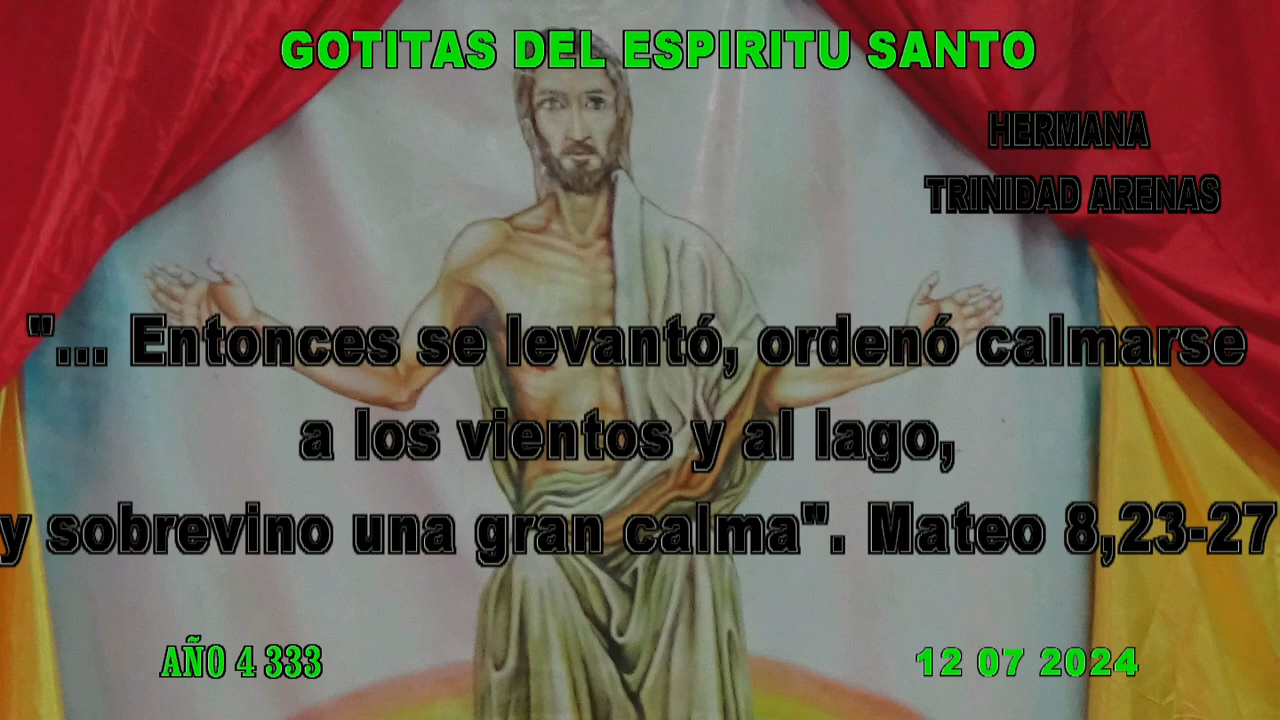 GOTITAS DEL ESPIRITU SANTO
HERMANA
TRINIDAD ARENAS
"... Entonces se levantó, ordenó calmarse
a los vientos y al lago,
y sobrevino una gran calma". Mateo 8,23-27
AÑO 4 333
12 07 2024